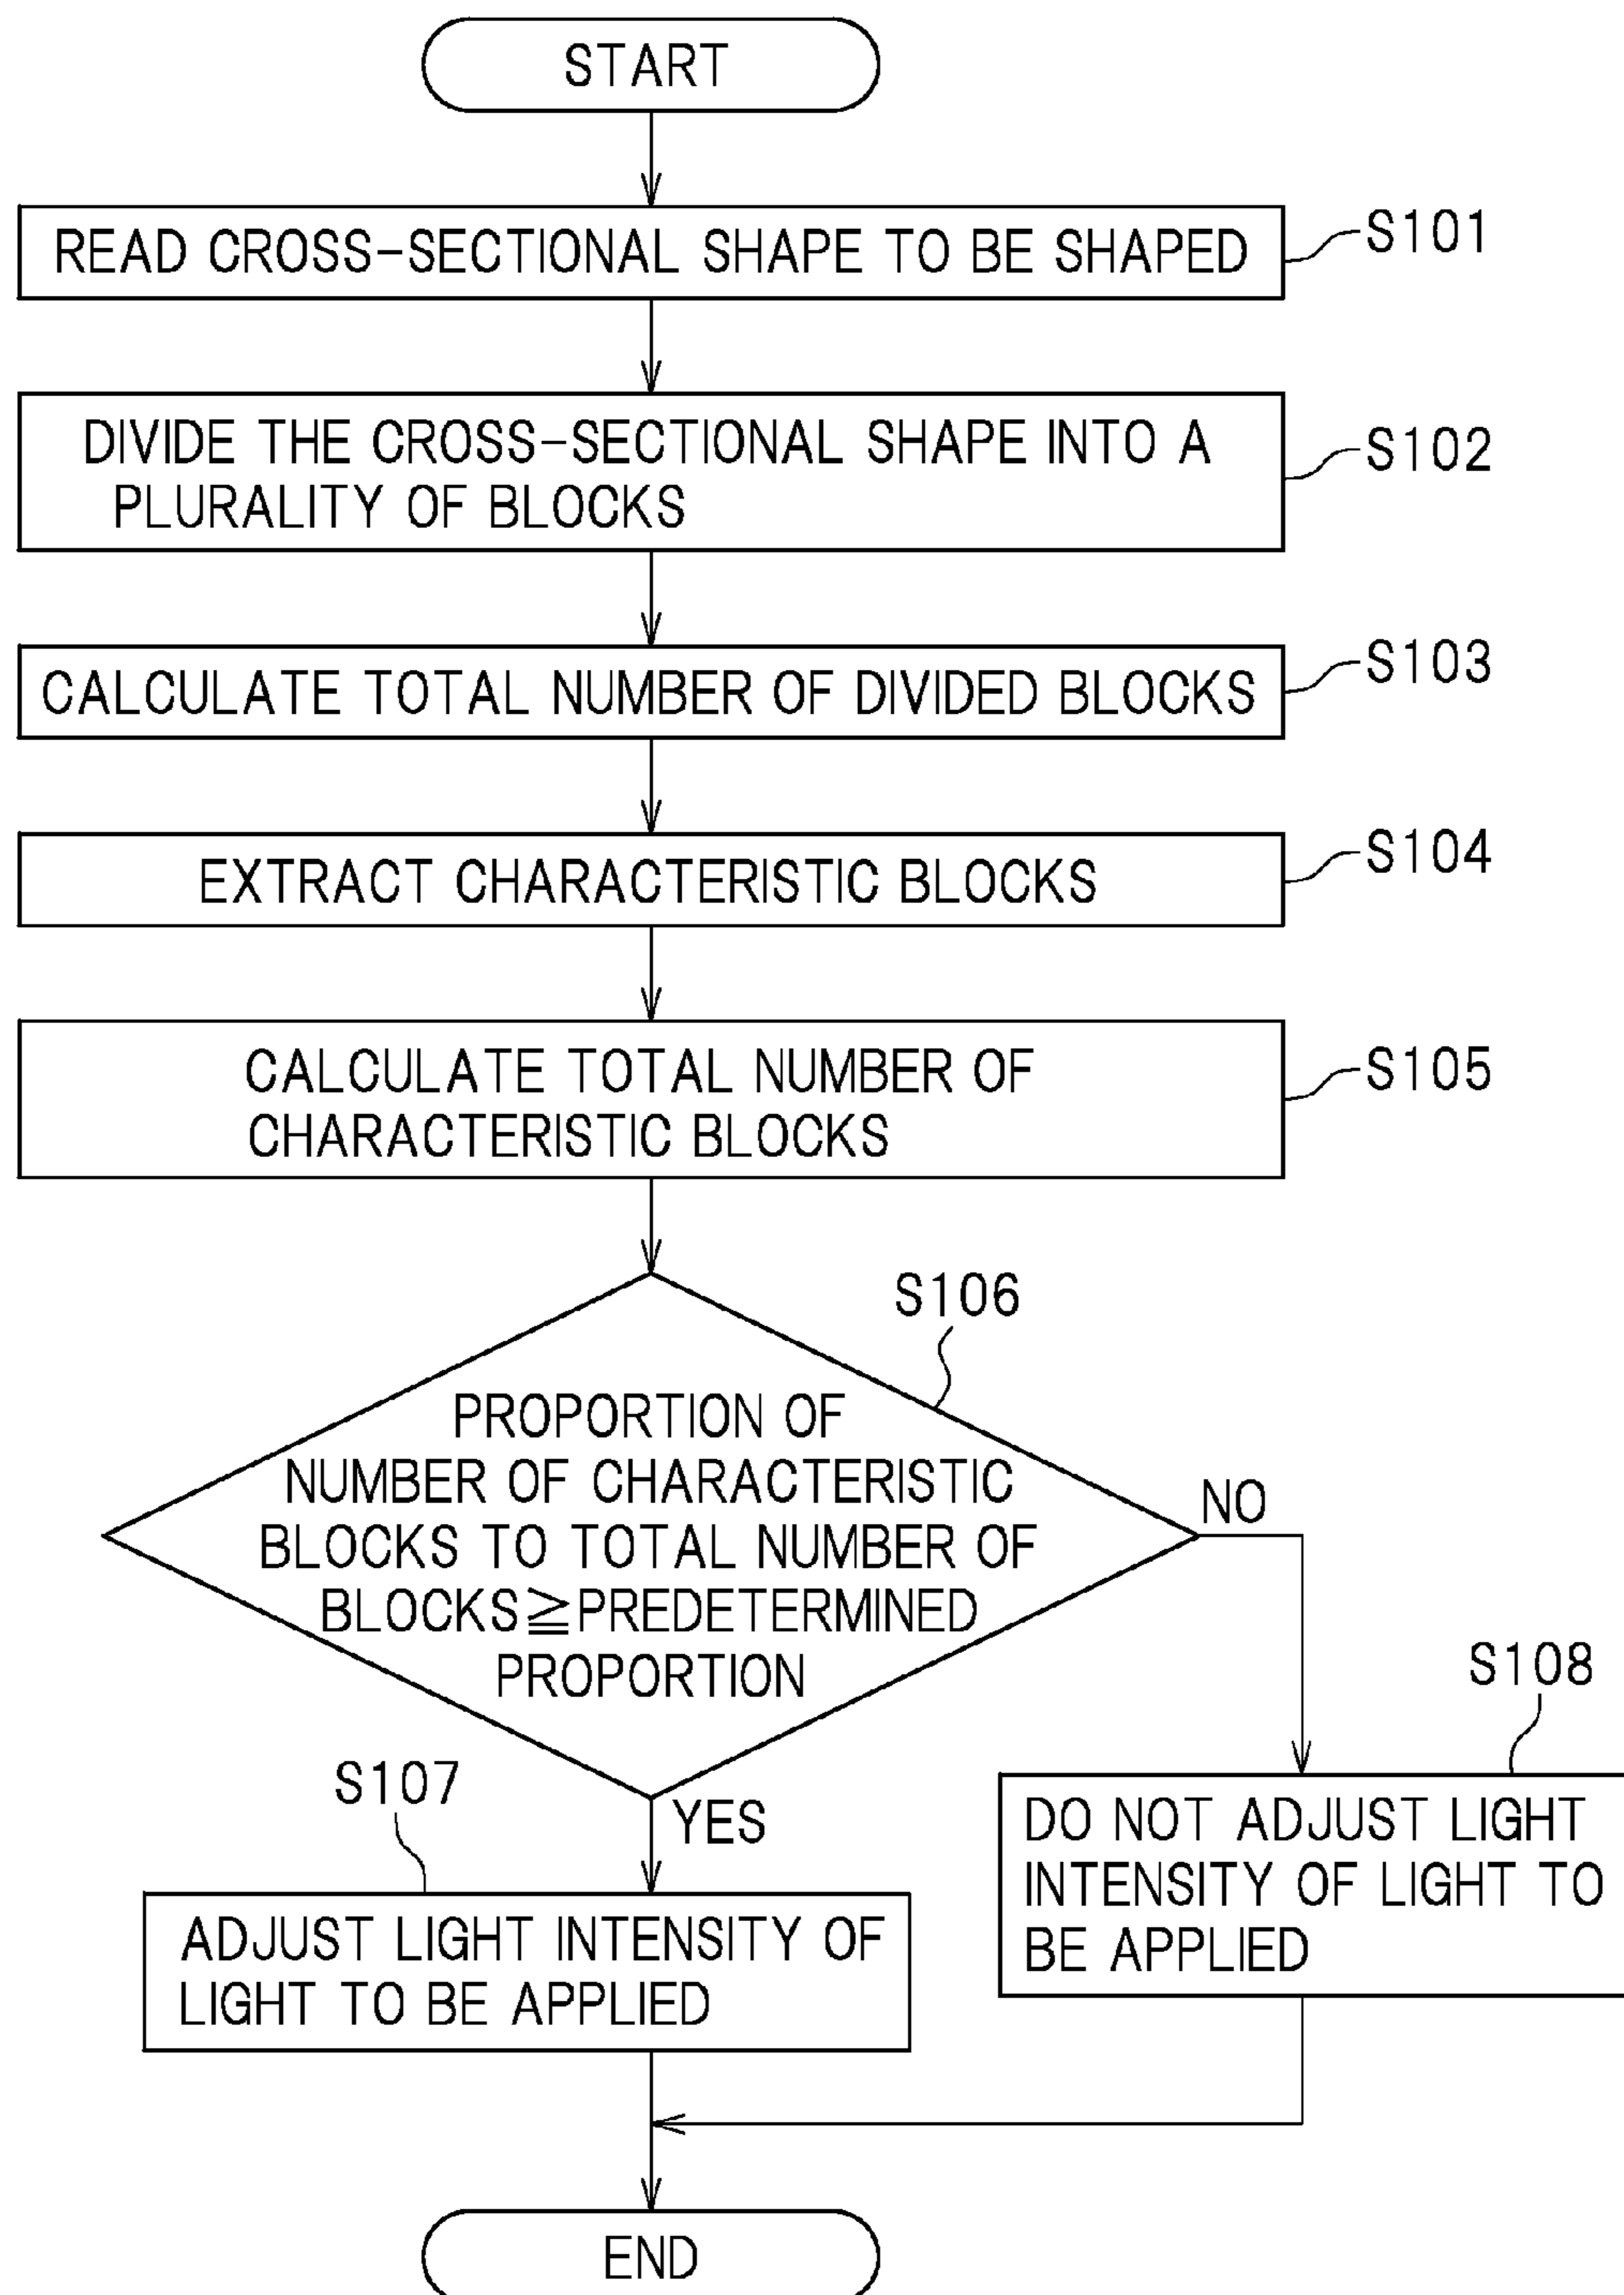 START
READ CROSS-SECTIONAL SHAPE TO BE SHAPED
S101
DIVIDE THE CROSS-SECTIONAL SHAPE INTO A
PLURALITY OF BLOCKS
S102
CALCULATE TOTAL NUMBER OF DIVIDED BLOCKS
S103
EXTRACT CHARACTERISTIC BLOCKS
S104
CALCULATE TOTAL NUMBER OF
CHARACTERISTIC BLOCKS
S105
S106
PROPORTION OF
NUMBER OF CHARACTERISTIC
BLOCKS TO TOTAL NUMBER OF
BLOCKS≧PREDETERMINED
PROPORTION
NO
YES
S107
ADJUST LIGHT INTENSITY OF
LIGHT TO BE APPLIED
S108
DO NOT ADJUST LIGHT
INTENSITY OF LIGHT TO
BE APPLIED
END